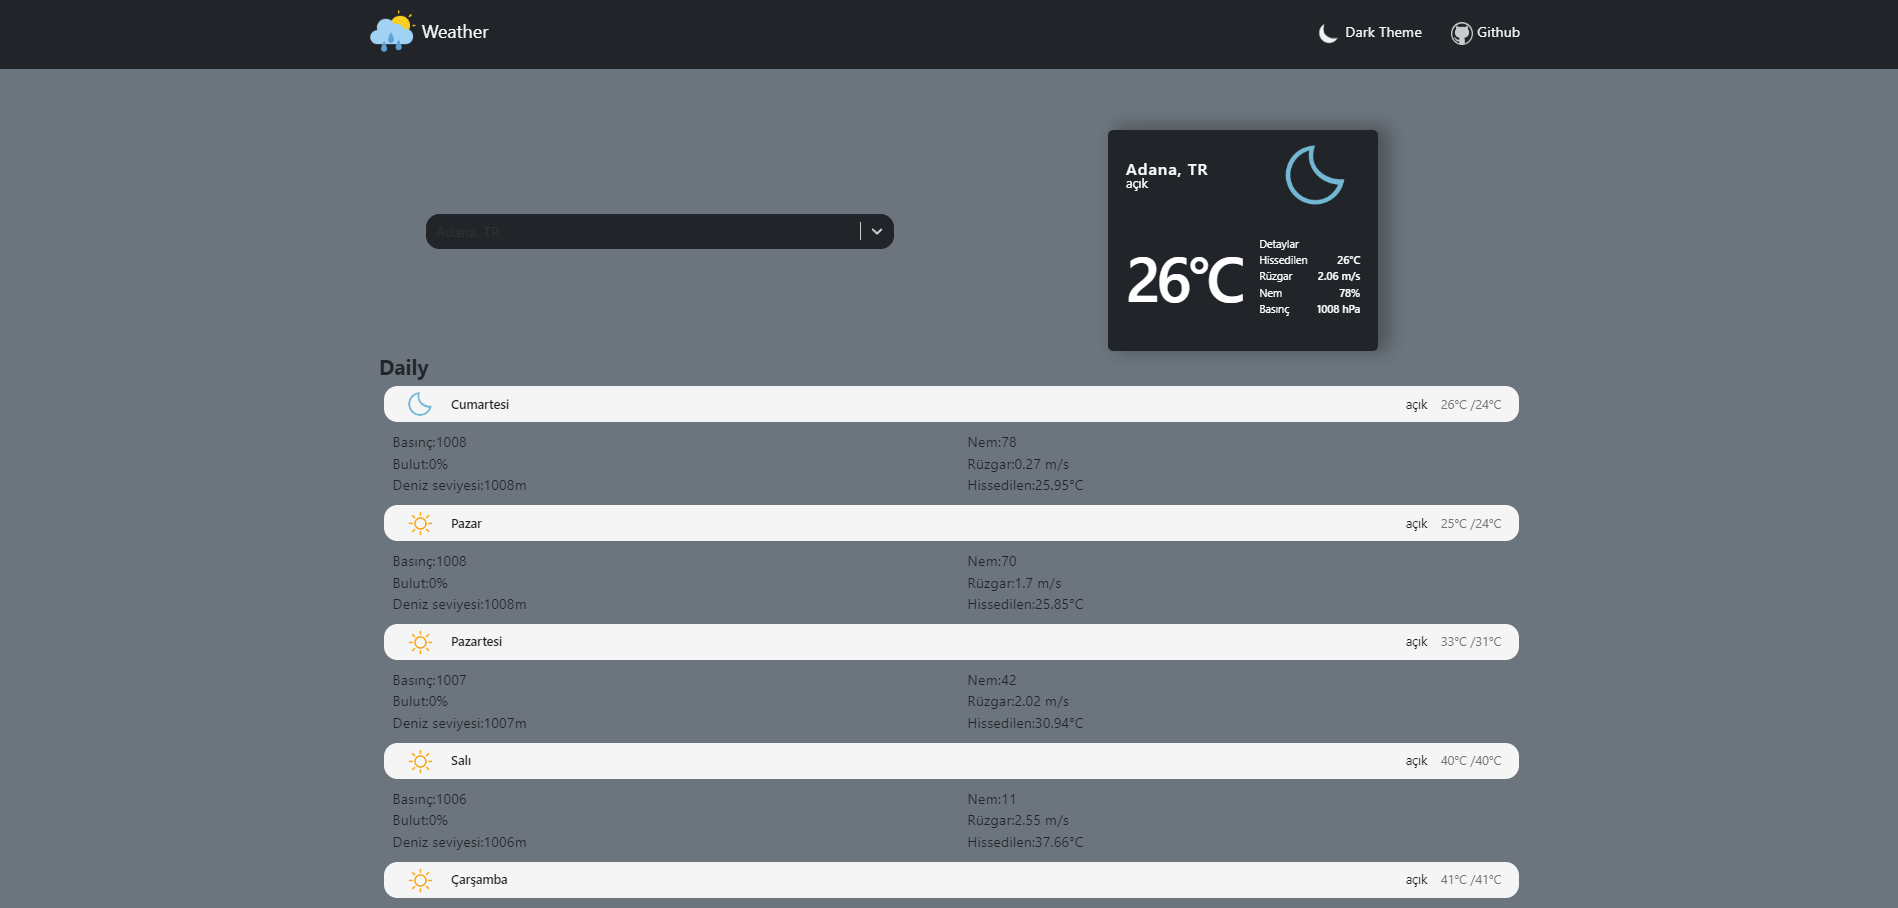 Weather
Dark Theme
Github
Adana, TR
Adana, TR
açık
26°C
Detaylar
Hissedilen 26°C
Rüzgar 2.06 m/s
Nem 78%
Basınç 1008 hPa
Daily
Cumartesi açık 26°C /24°C
Basınç:1008 Nem:78
Bulut:0% Rüzgar:0.27 m/s
Deniz seviyesi:1008m Hissedilen:25.95°C
Pazar açık 25°C /24°C
Basınç:1008 Nem:70
Bulut:0% Rüzgar:1.7 m/s
Deniz seviyesi:1008m Hissedilen:25.85°C
Pazartesi açık 33°C /31°C
Basınç:1007 Nem:42
Bulut:0% Rüzgar:2.02 m/s
Deniz seviyesi:1007m Hissedilen:30.94°C
Salı açık 40°C /40°C
Basınç:1006 Nem:11
Bulut:0% Rüzgar:2.55 m/s
Deniz seviyesi:1006m Hissedilen:37.66°C
Çarşamba açık 41°C /41°C